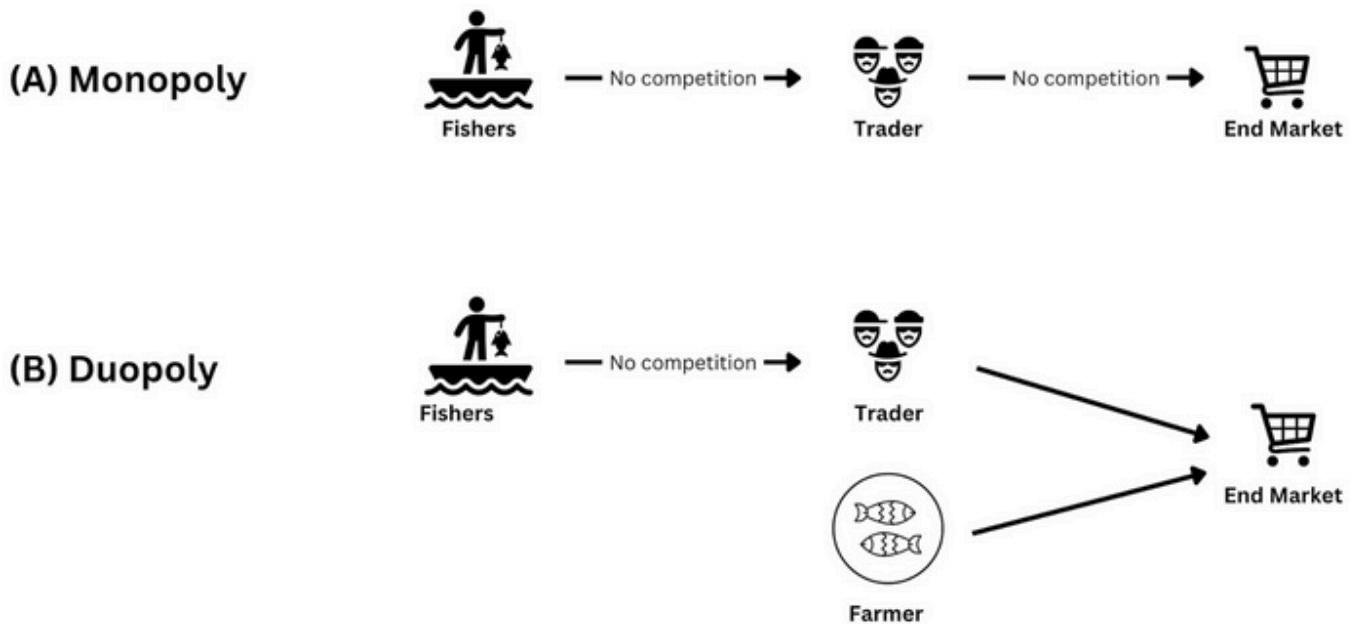 (A) Monopoly
No competition
No competition
Fishers
Trader
End Market
(B) Duopoly
No competition
Fishers
Trader
End Market
Farmer